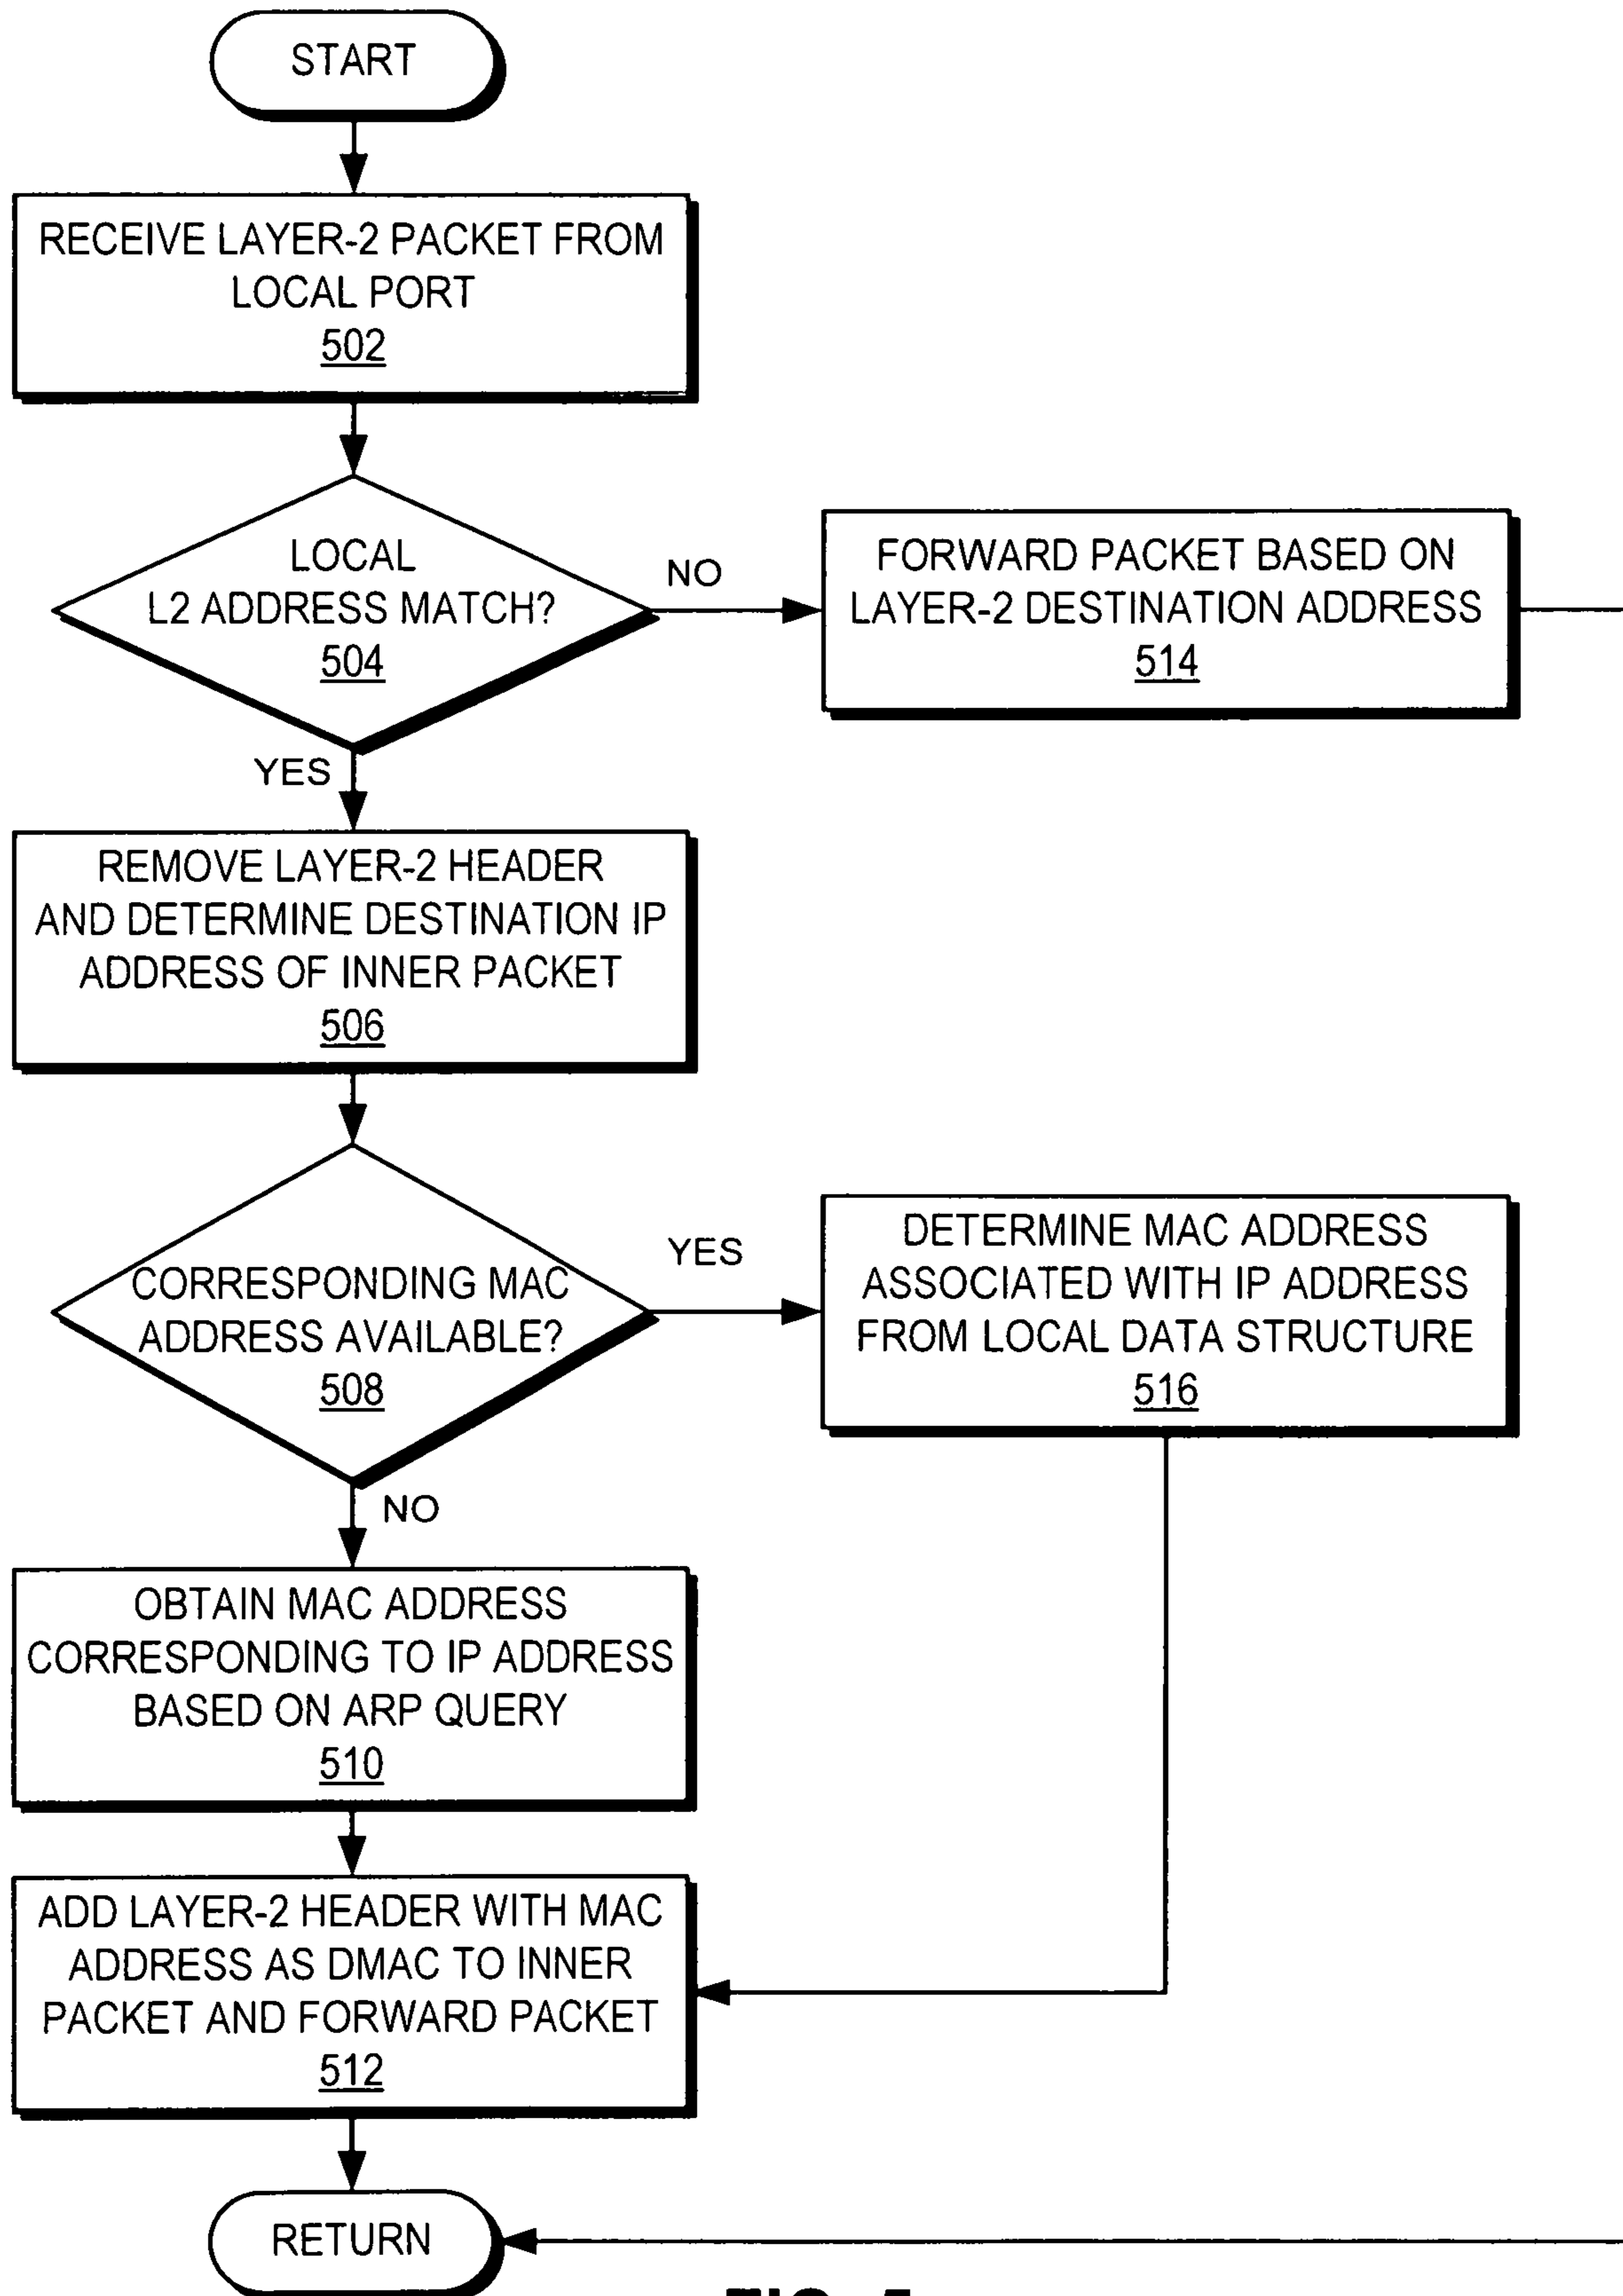 START
RECEIVE LAYER-2 PACKET FROM
LOCAL PORT
502
LOCAL
L2 ADDRESS MATCH?
504
NO
FORWARD PACKET BASED ON
LAYER-2 DESTINATION ADDRESS
514
YES
REMOVE LAYER-2 HEADER
AND DETERMINE DESTINATION IP
ADDRESS OF INNER PACKET
506
CORRESPONDING MAC
ADDRESS AVAILABLE?
508
YES
DETERMINE MAC ADDRESS
ASSOCIATED WITH IP ADDRESS
FROM LOCAL DATA STRUCTURE
516
NO
OBTAIN MAC ADDRESS
CORRESPONDING TO IP ADDRESS
BASED ON ARP QUERY
510
ADD LAYER-2 HEADER WITH MAC
ADDRESS AS DMAC TO INNER
PACKET AND FORWARD PACKET
512
RETURN